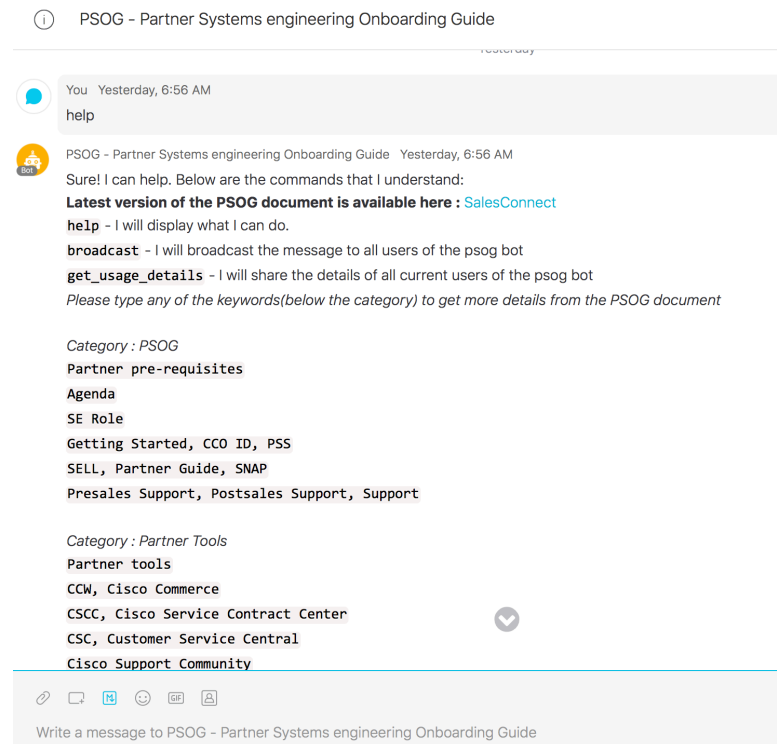 PSOG - Partner Systems engineering Onboarding Guide
Yesterday
You Yesterday, 6:56 AM
help
PSOG - Partner Systems engineering Onboarding Guide Yesterday, 6:56 AM
Bot
Sure! I can help. Below are the commands that I understand:
Latest version of the PSOG document is available here : SalesConnect
help - I will display what I can do.
broadcast - I will broadcast the message to all users of the psog bot
get_usage_details - I will share the details of all current users of the psog bot
Please type any of the keywords(below the category) to get more details from the PSOG document
Category : PSOG
Partner pre-requisites
Agenda
SE Role
Getting Started, CCO ID, PSS
SELL, Partner Guide, SNAP
Presales Support, Postsales Support, Support
Category : Partner Tools
Partner tools
CCW, Cisco Commerce
CSCC, Cisco Service Contract Center
CSC, Customer Service Central
Cisco Support Community
GIF
Write a message to PSOG - Partner Systems engineering Onboarding Guide